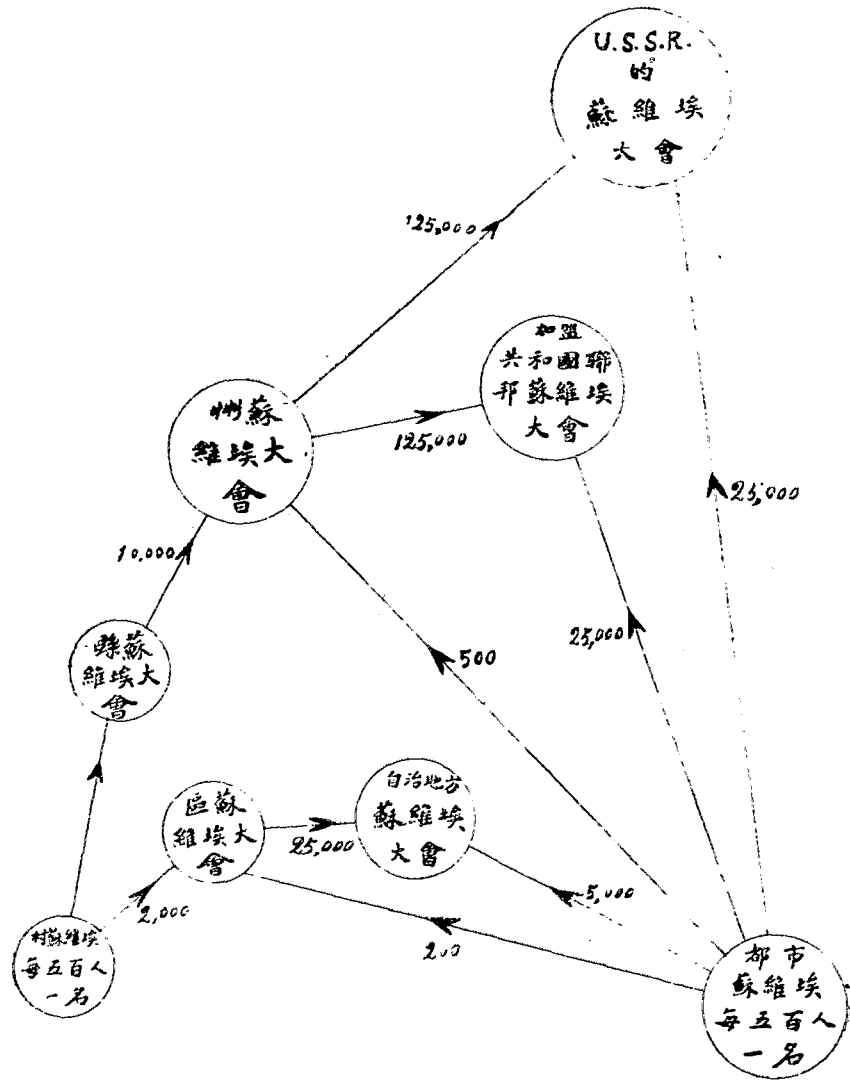 U.S.S.R.
的
蘇維埃
大會
125,000
加盟
共和國聯
邦蘇維埃
大會
州蘇
維埃大
會
125,000
25,000
10,000
500
25,000
縣蘇
維埃大
會
自治地方
蘇維埃
大會
區蘇
維埃大
會
25,000
5,000
2,000
200
村蘇維埃
每五百人
一名
都市
蘇維埃
每五百人
一名